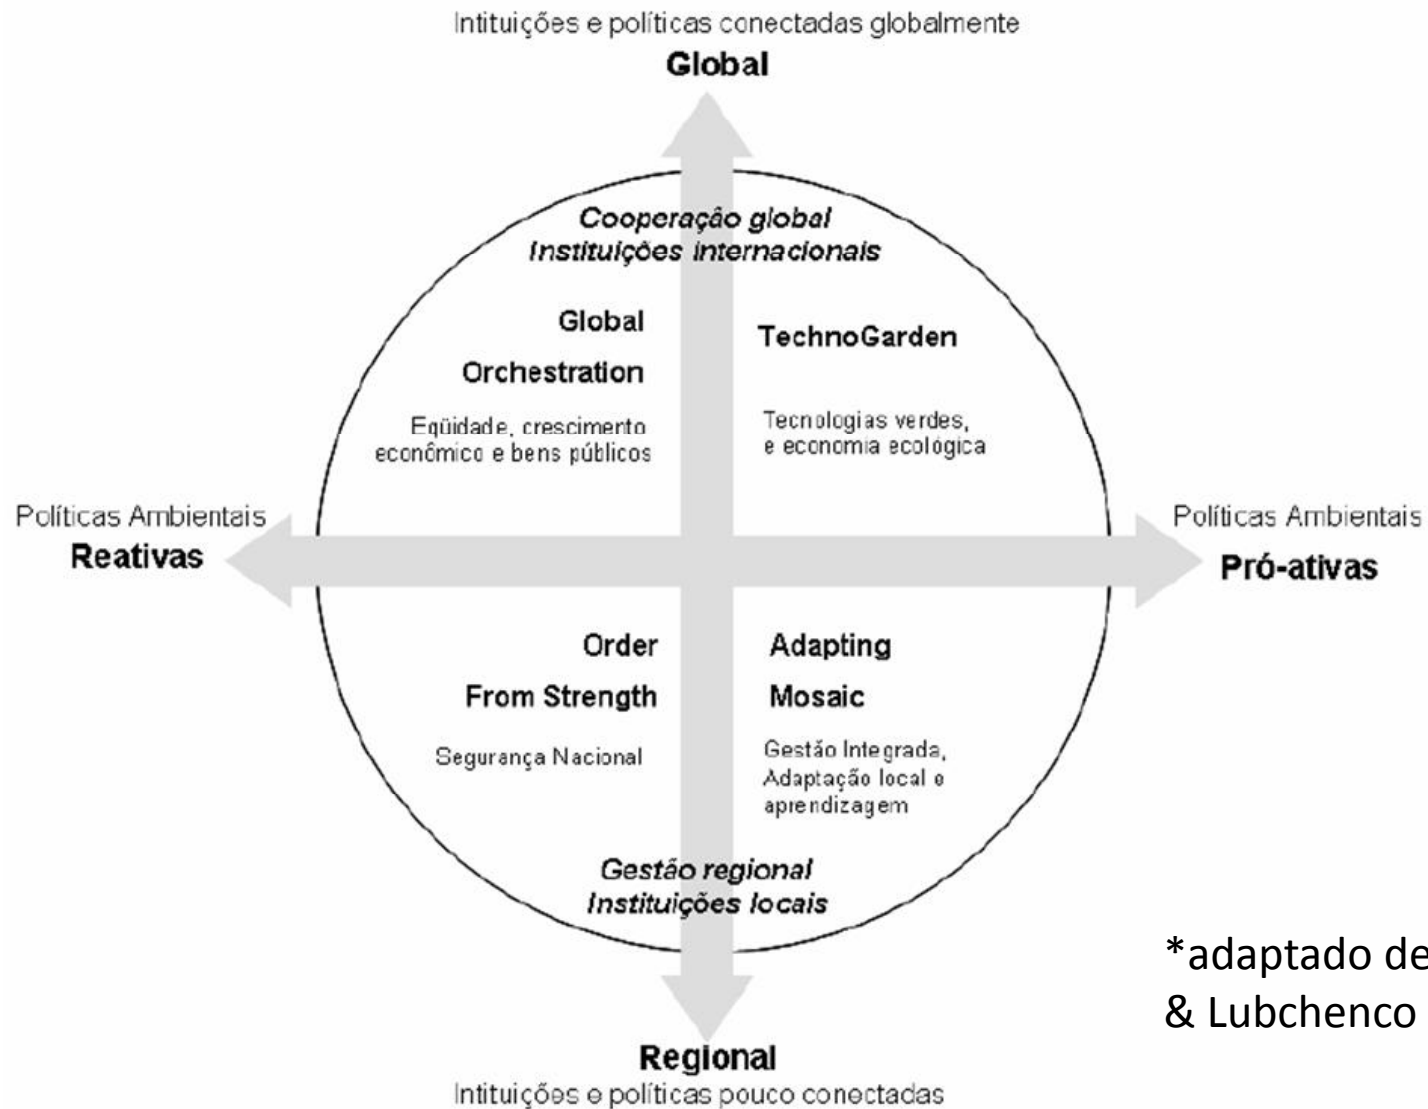 Intituições e políticas conectadas globalmente
Global
Cooperação global
Instituições internacionais
Global
Orchestration
Eqüidade, crescimento
econômico e bens públicos
TechnoGarden
Tecnologias verdes,
e economia ecológica
Políticas Ambientais
Reativas
Políticas Ambientais
Pró-ativas
Order
From Strength
Segurança Nacional
Adapting
Mosaic
Gestão Integrada,
Adaptação local e
aprendizagem
Gestão regional
Instituições locais
*adaptado de
& Lubchenco
Regional
Intituições e políticas pouco conectadas